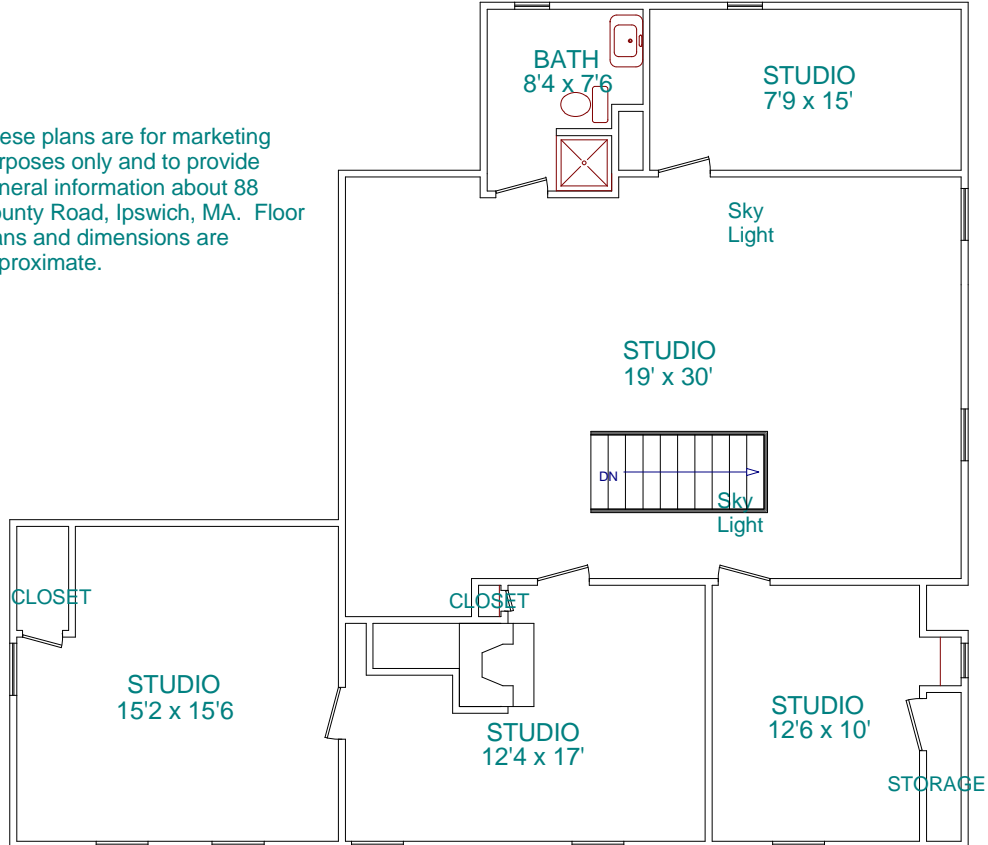 BATH
8'4 x 7'6
STUDIO
7'9 x 15'
ese plans are for marketing
rposes only and to provide
neral information about 88
unty Road, Ipswich, MA.  Floor
ans and dimensions are
proximate.
Sky
Light
STUDIO
19' x 30'
DN
Sky
Light
CLOSET
CLOSET
STUDIO
15'2 x 15'6
STUDIO
12'4 x 17'
STUDIO
12'6 x 10'
STORAGE